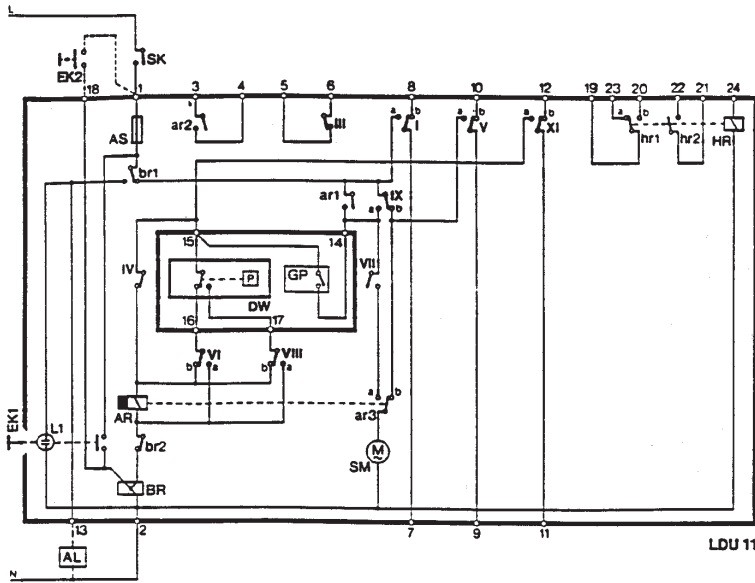 L
SK
EK2
18 1 3 4 5 6 8 10 12 19 23 20 22 21 24
AS
ar2
III
a b I
a b V
a b XI
a b hr1
hr2
HR
br1
ar1
IX
a b
15
14
IV
P
GP
VII
DW
16
17
b VI a
b VIII a
AR
a b
ar3
EK1
L1
br2
M
~
SM
BR
13 2 7 9 11
LDU 11
AL
N